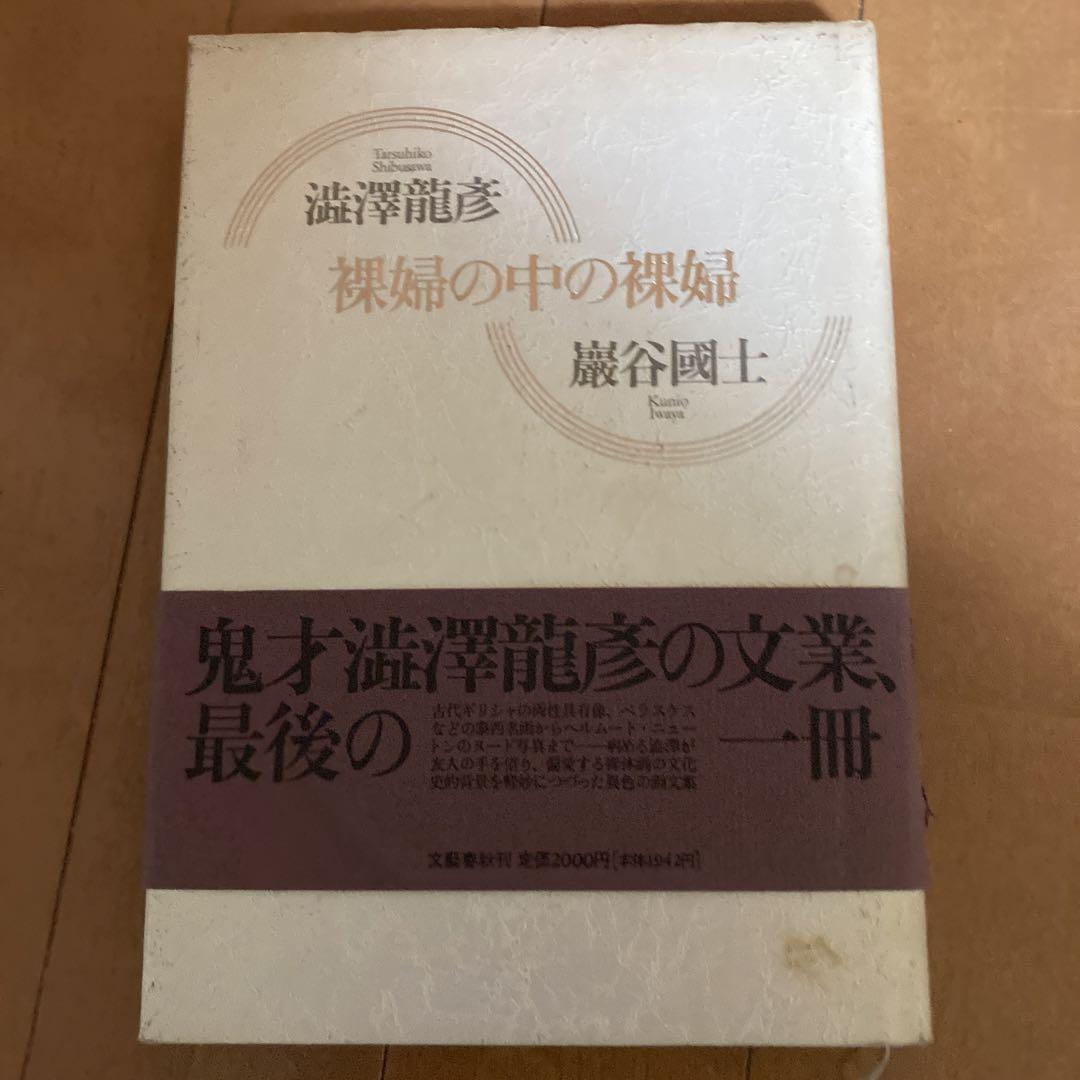 Tatsuhiko
Shibusawa
澁澤龍彥
裸婦の中の裸婦
巖谷國士
Kunio
Iwaya
鬼才澁澤龍彥の文業、
最後の一冊
古代ギリシャの両性具有像、ベラスケス
などの泰西名画からヘルムート・ニュー
トンのヌード写真まで──病める澁澤が
友人の手を借り、偏愛する裸体画の文化
史的背景を軽妙につづった異色の画文集
文藝春秋刊 定価2000円[本体1942円]